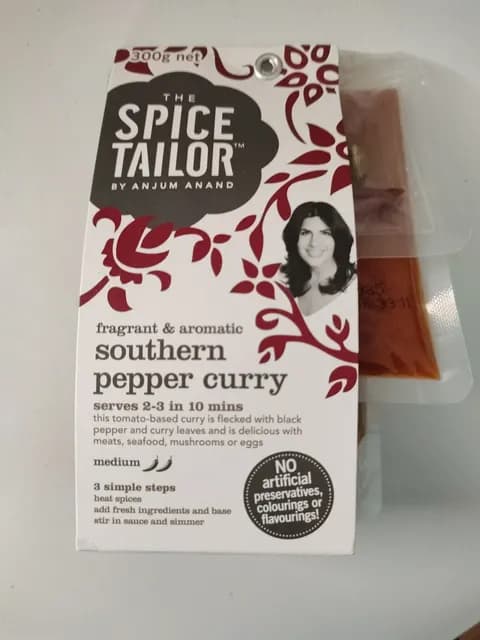 300g net
THE
SPICE
TAILOR™
BY ANJUM ANAND
fragrant & aromatic
southern
pepper curry
serves 2-3 in 10 mins
this tomato-based curry is flecked with black
pepper and curry leaves and is delicious with
meats, seafood, mushrooms or eggs
medium
3 simple steps
heat spices
add fresh ingredients and base
stir in sauce and simmer
NO
artificial
preservatives,
colourings or
flavourings!